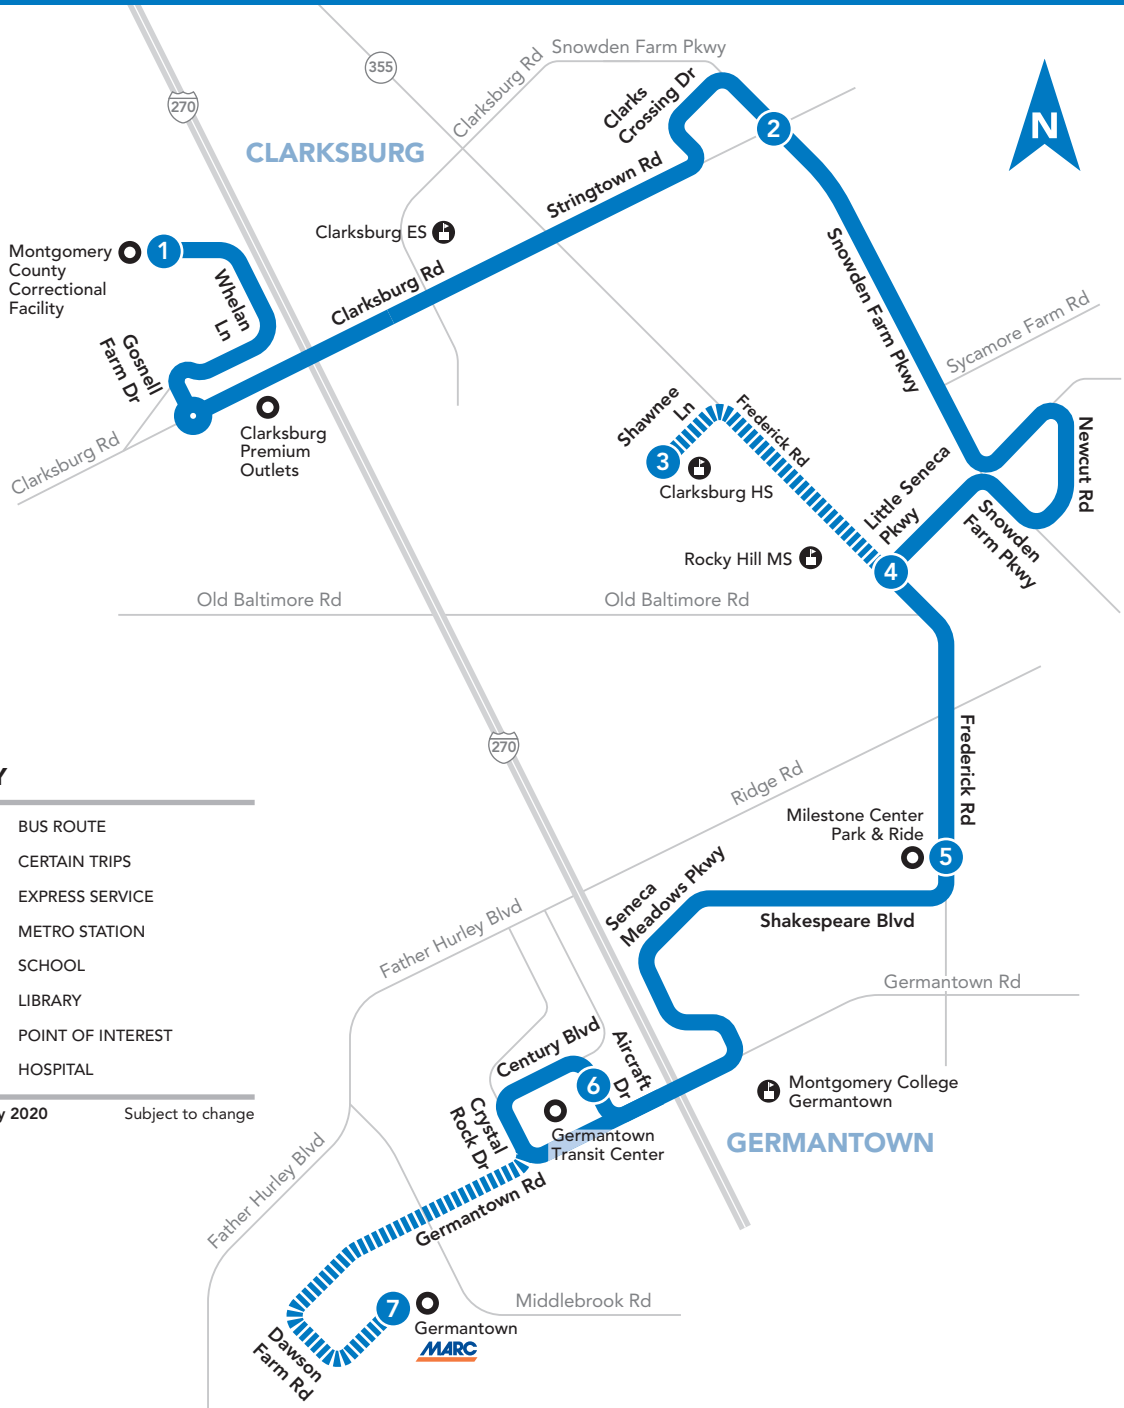 Snowden Farm Pkwy
Clarksburg Rd
355
270
Clarks
Crossing Dr
2
N
CLARKSBURG
Stringtown Rd
Clarksburg ES
1
Montgomery
County
Correctional
Facility
Whelan
Ln
Clarksburg Rd
Snowden Farm Pkwy
Sycamore Farm Rd
Gosnell
Farm Dr
Clarksburg
Premium
Outlets
Clarksburg Rd
Shawnee
Ln
Frederick Rd
3
Clarksburg HS
Little Seneca
Pkwy
Newcut Rd
Snowden
Farm Pkwy
Rocky Hill MS
4
Old Baltimore Rd
Old Baltimore Rd
270
Frederick Rd
Ridge Rd
Milestone Center
Park & Ride
5
Y
BUS ROUTE
CERTAIN TRIPS
EXPRESS SERVICE
METRO STATION
SCHOOL
LIBRARY
POINT OF INTEREST
HOSPITAL
y 2020
Subject to change
Seneca
Meadows Pkwy
Shakespeare Blvd
Father Hurley Blvd
Germantown Rd
Century Blvd
Aircraft
Dr
6
Crystal
Rock Dr
Germantown
Transit Center
Montgomery College
Germantown
GERMANTOWN
Father Hurley Blvd
Germantown Rd
7
Germantown
MARC
Middlebrook Rd
Dawson
Farm Rd